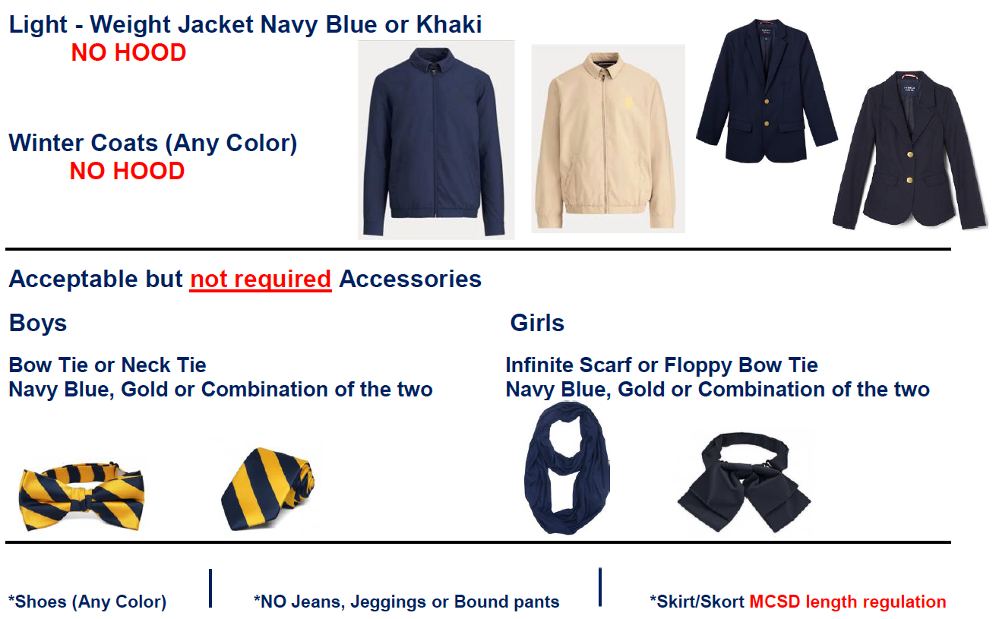 Light - Weight Jacket Navy Blue or Khaki
NO HOOD
Winter Coats (Any Color)
NO HOOD
Acceptable but not required Accessories
Boys
Bow Tie or Neck Tie
Navy Blue, Gold or Combination of the two
Girls
Infinite Scarf or Floppy Bow Tie
Navy Blue, Gold or Combination of the two
*Shoes (Any Color)
*NO Jeans, Jeggings or Bound pants
*Skirt/Skort MCSD length regulation